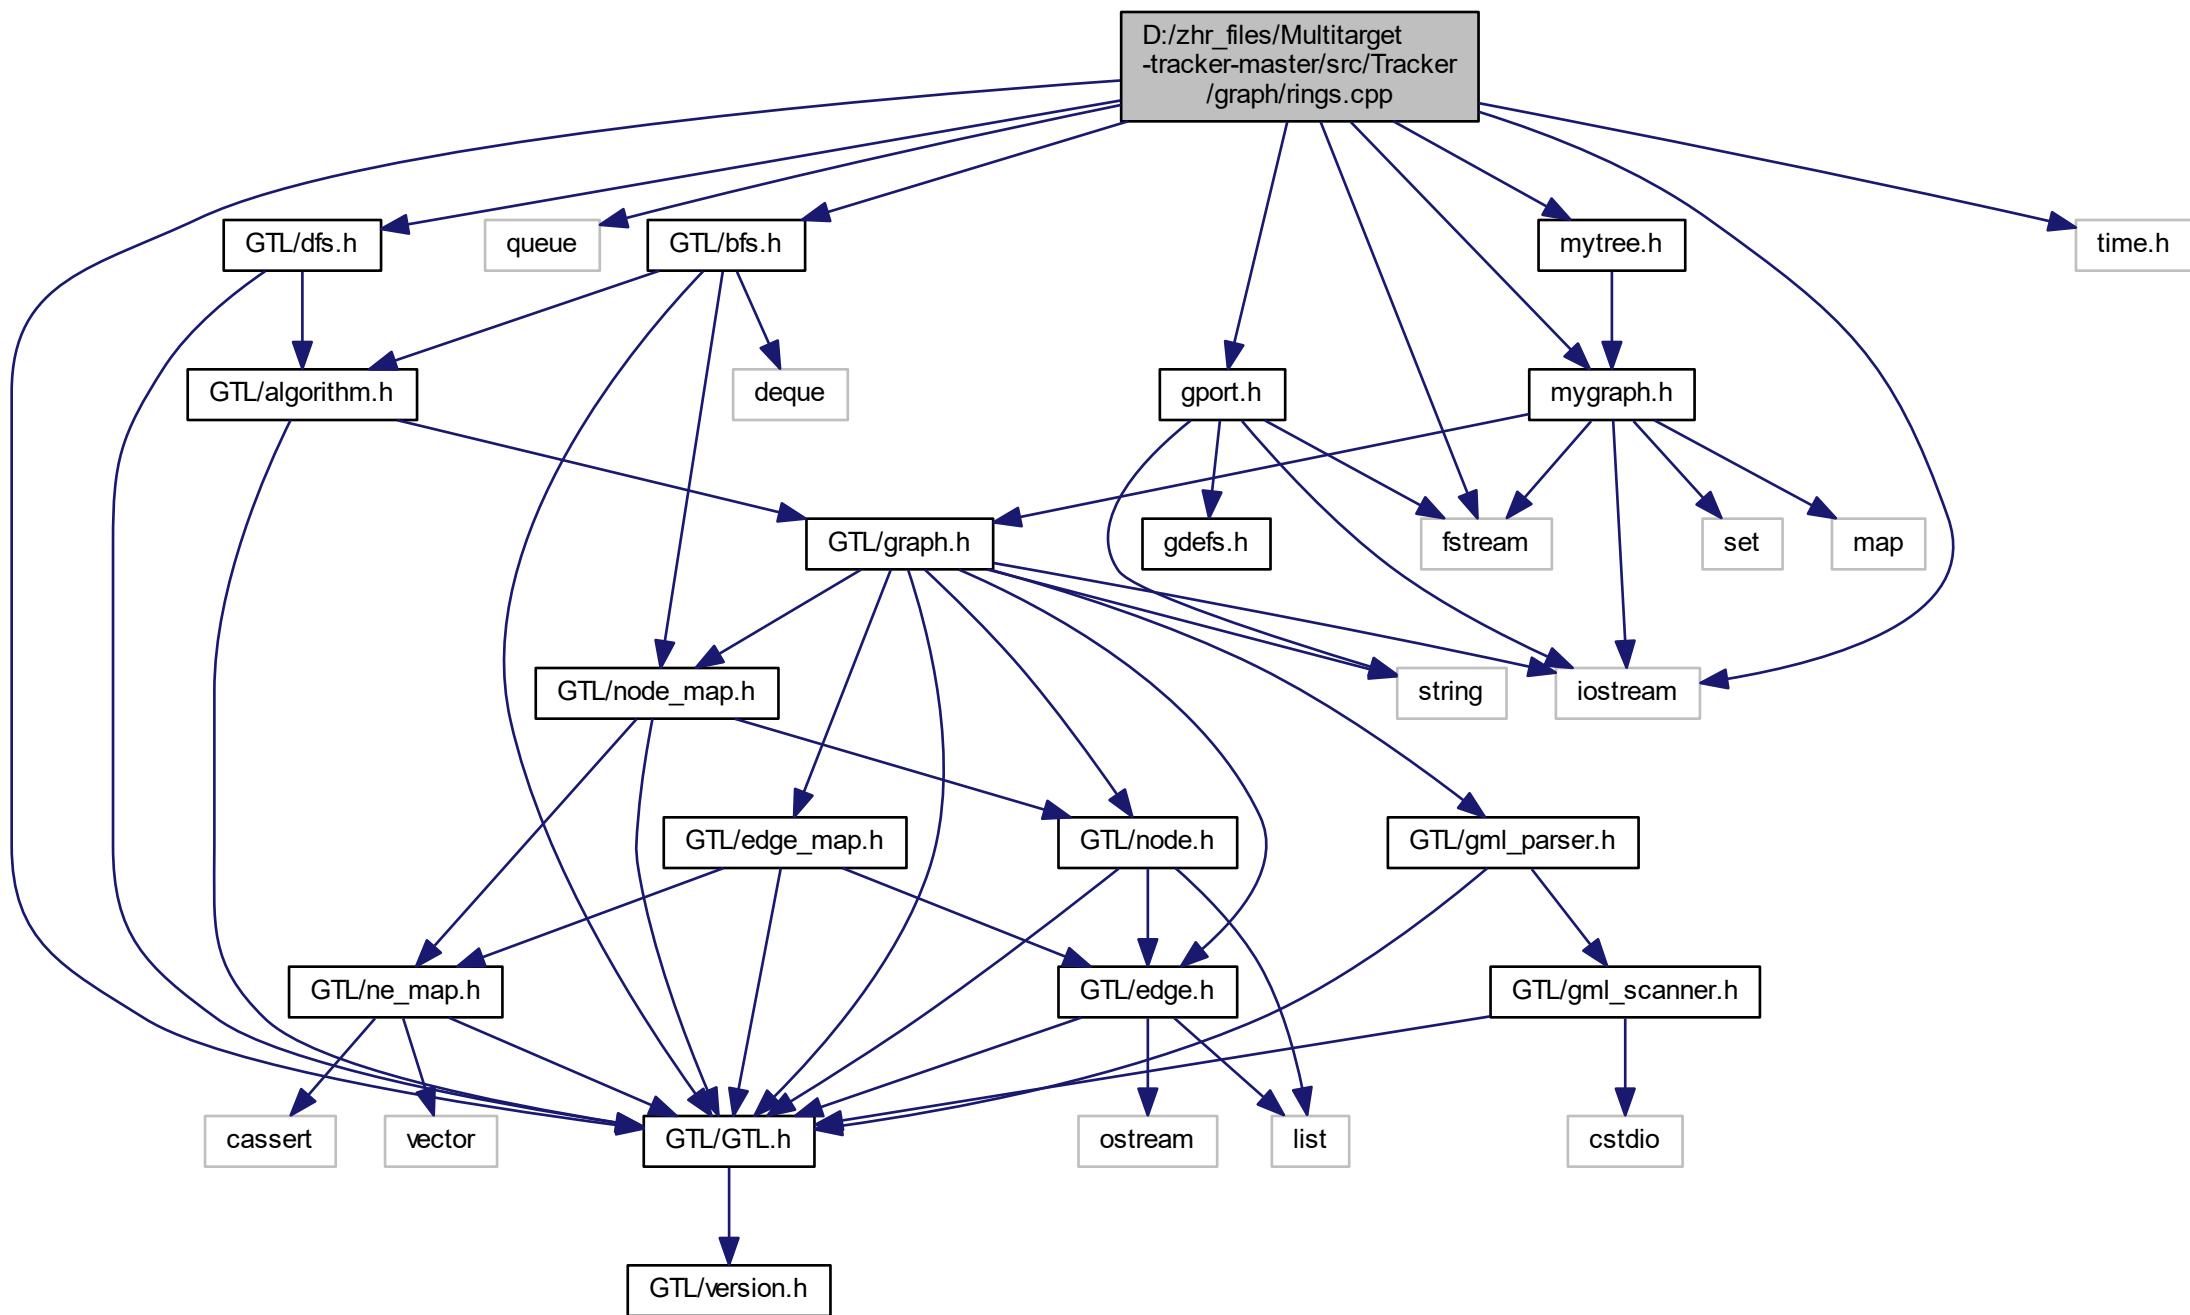 D:/zhr_files/Multitarget
-tracker-master/src/Tracker
/graph/rings.cpp
GTL/dfs.h
queue
GTL/bfs.h
mytree.h
time.h
GTL/algorithm.h
deque
gport.h
mygraph.h
GTL/graph.h
gdefs.h
fstream
set
map
GTL/node_map.h
string
iostream
GTL/edge_map.h
GTL/node.h
GTL/gml_parser.h
GTL/ne_map.h
GTL/edge.h
GTL/gml_scanner.h
cassert
vector
GTL/GTL.h
ostream
list
cstdio
GTL/version.h